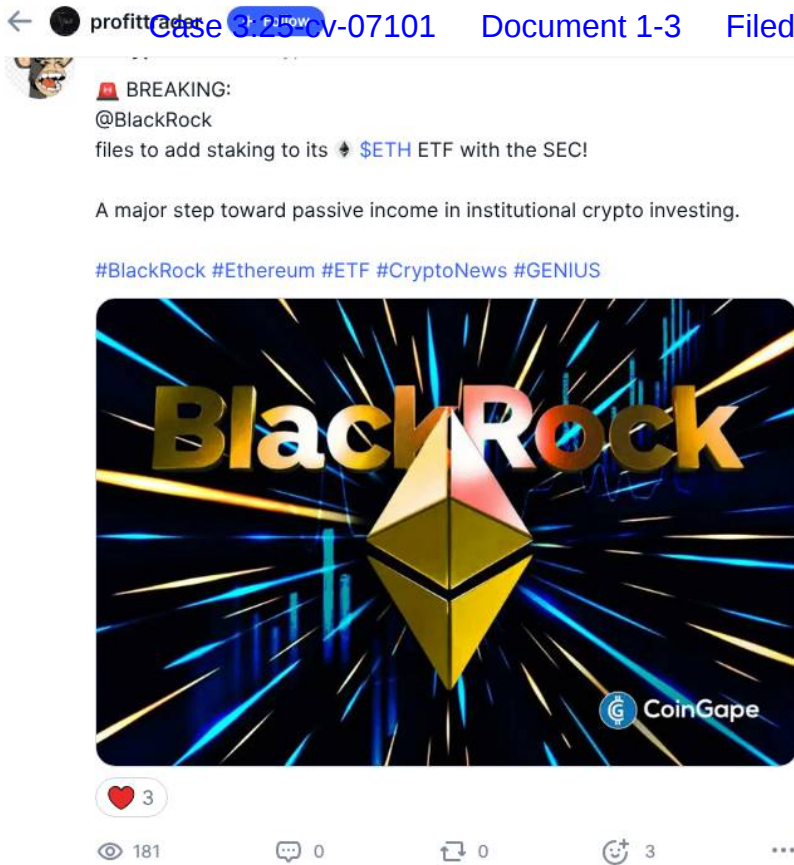 profittrader
+ Follow
Case 3:25-cv-07101 Document 1-3 Filed
🚨 BREAKING:
@BlackRock
files to add staking to its $ETH ETF with the SEC!
A major step toward passive income in institutional crypto investing.
#BlackRock #Ethereum #ETF #CryptoNews #GENIUS
BlackRock
CoinGape
❤️ 3
181 0 0 3